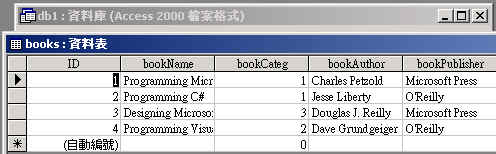 db1 : 資料庫 (Access 2000 檔案格式)
books : 資料表
ID bookName bookCateg bookAuthor bookPublisher
1 Programming Micr 1 Charles Petzold Microsoft Press
2 Programming C# 1 Jesse Liberty O'Reilly
3 Designing Microso 3 Douglas J. Reilly Microsoft Press
4 Programming Visu 2 Dave Grundgeiger O'Reilly
(自動編號) 0